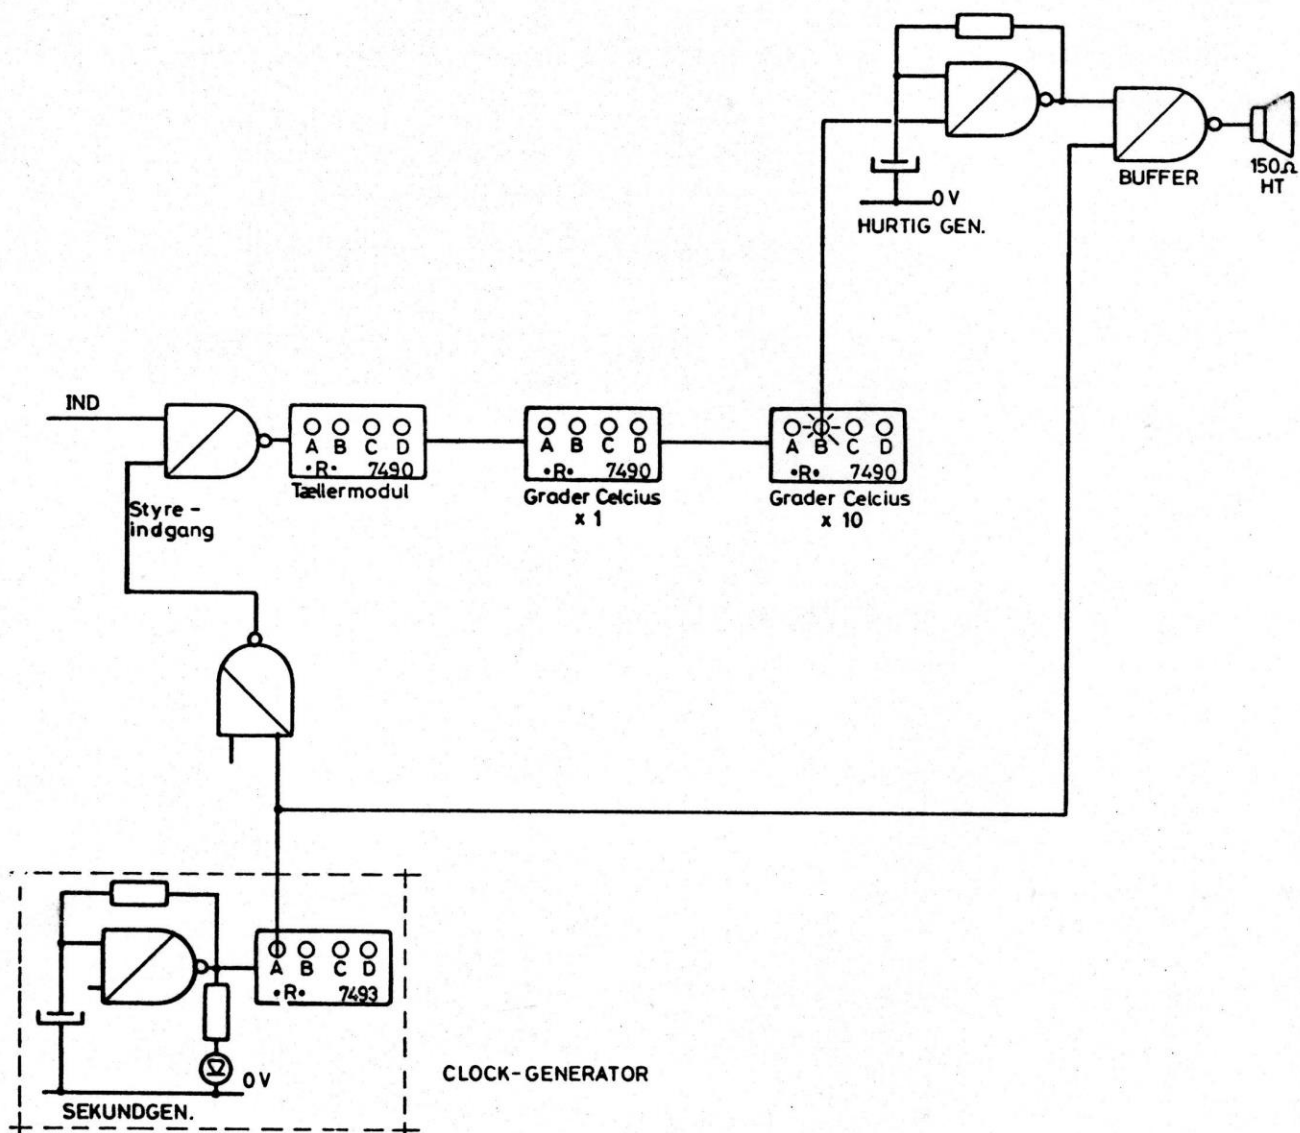 150Ω
HT
BUFFER
0V
HURTIG GEN.
IND
A B C D
•R• 7490
Tællermodul
A B C D
•R• 7490
Grader Celcius
x 1
A B C D
•R• 7490
Grader Celcius
x 10
Styre-
indgang
A B C D
•R• 7493
0V
SEKUNDGEN.
CLOCK-GENERATOR